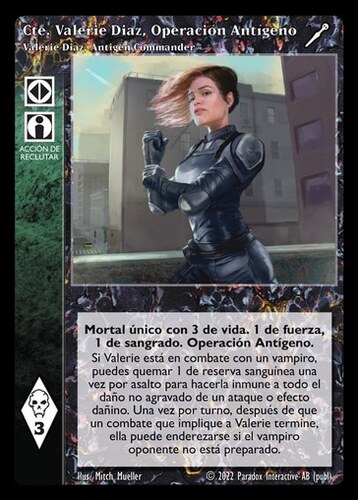 Cte. Valerie Diaz, Operación Antígeno
Valerie Diaz, Antigen Commander
ACCIÓN DE
RECLUTAR
Mortal único con 3 de vida. 1 de fuerza,
1 de sangrado. Operación Antígeno.
Si Valerie está en combate con un vampiro,
puedes quemar 1 de reserva sanguínea una
vez por asalto para hacerla inmune a todo el
daño no agravado de un ataque o efecto
dañino. Una vez por turno, después de que
un combate que implique a Valerie termine,
ella puede enderezarse si el vampiro
oponente no está preparado.
3
Ilus: Mitch Mueller © 2022 Paradox Interactive AB (publ)